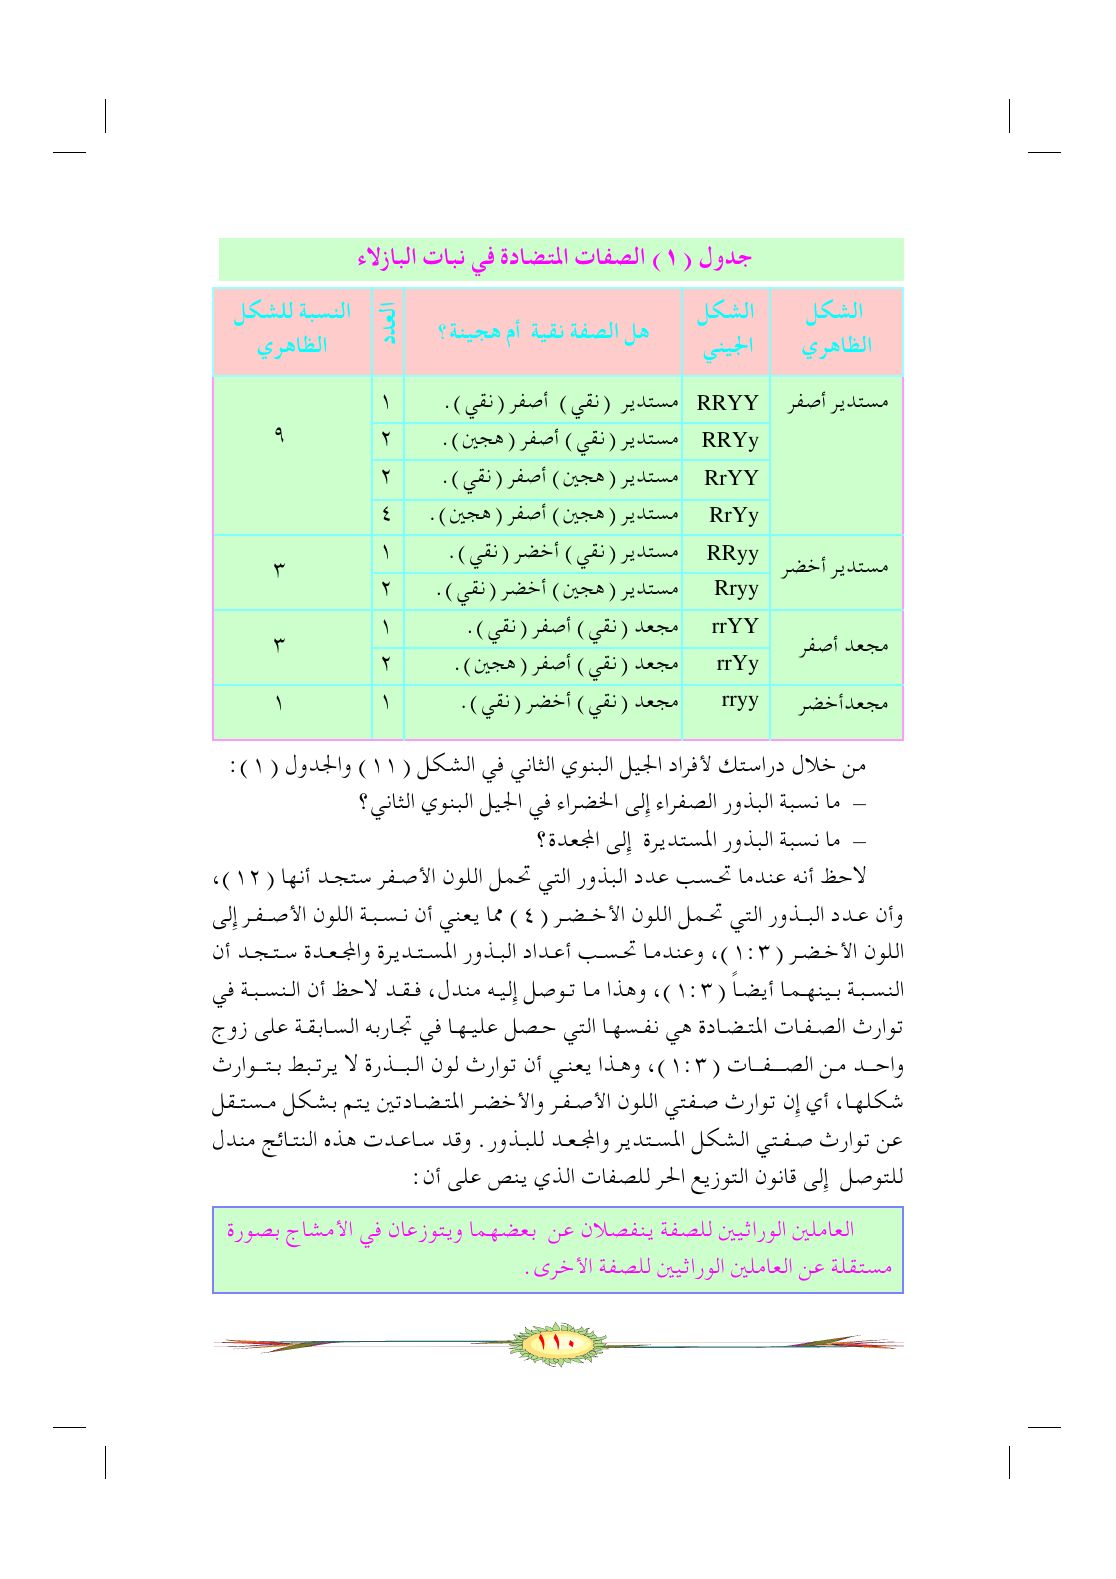 جدول ( ١ ) الصفات المتضادة في نبات البازلاء
الشكل الظاهري الشكل الجيني هل الصفة نقية أم هجينة؟ العدد النسبة للشكل الظاهري
مستدير أصفر RRYY مستدير ( نقي ) أصفر ( نقي ). ١ ٩
RRYy مستدير ( نقي ) أصفر ( هجين ). ٢
RrYY مستدير ( هجين ) أصفر ( نقي ). ٢
RrYy مستدير ( هجين ) أصفر ( هجين ). ٤
مستدير أخضر RRyy مستدير ( نقي ) أخضر ( نقي ). ١ ٣
Rryy مستدير ( هجين ) أخضر ( نقي ). ٢
مجعد أصفر rrYY مجعد ( نقي ) أصفر ( نقي ). ١ ٣
rrYy مجعد ( نقي ) أصفر ( هجين ). ٢
مجعد أخضر rryy مجعد ( نقي ) أخضر ( نقي ). ١ ١
من خلال دراستك لأفراد الجيل البنوي الثاني في الشكل ( ١١ ) والجدول ( ١ ) :
– ما نسبة البذور الصفراء إلى الخضراء في الجيل البنوي الثاني؟
– ما نسبة البذور المستديرة إلى المجعدة؟
لاحظ أنه عندما تحسب عدد البذور التي تحمل اللون الأصفر ستجد أنها ( ١٢ )،
وأن عدد البذور التي تحمل اللون الأخضر ( ٤ ) مما يعني أن نسبة اللون الأصفر إلى
اللون الأخضر ( ١:٣ )، وعندما تحسب أعداد البذور المستديرة والمجعدة ستجد أن
النسبة بينهما أيضاً ( ١:٣ )، وهذا ما توصل إليه مندل، فقد لاحظ أن النسبة في
توارث الصفات المتضادة هي نفسها التي حصل عليها في تجاربه السابقة على زوج
واحد من الصفات ( ١:٣ )، وهذا يعني أن توارث لون البذرة لا يرتبط بتوارث
شكلها، أي إن توارث صفتي اللون الأصفر والأخضر المتضادتين يتم بشكل مستقل
عن توارث صفتي الشكل المستدير والمجعد للبذور. وقد ساعدت هذه النتائج مندل
للتوصل إلى قانون التوزيع الحر للصفات الذي ينص على أن :
العاملين الوراثيين للصفة ينفصلان عن بعضهما ويتوزعان في الأمشاج بصورة
مستقلة عن العاملين الوراثيين للصفة الأخرى.
١١٠